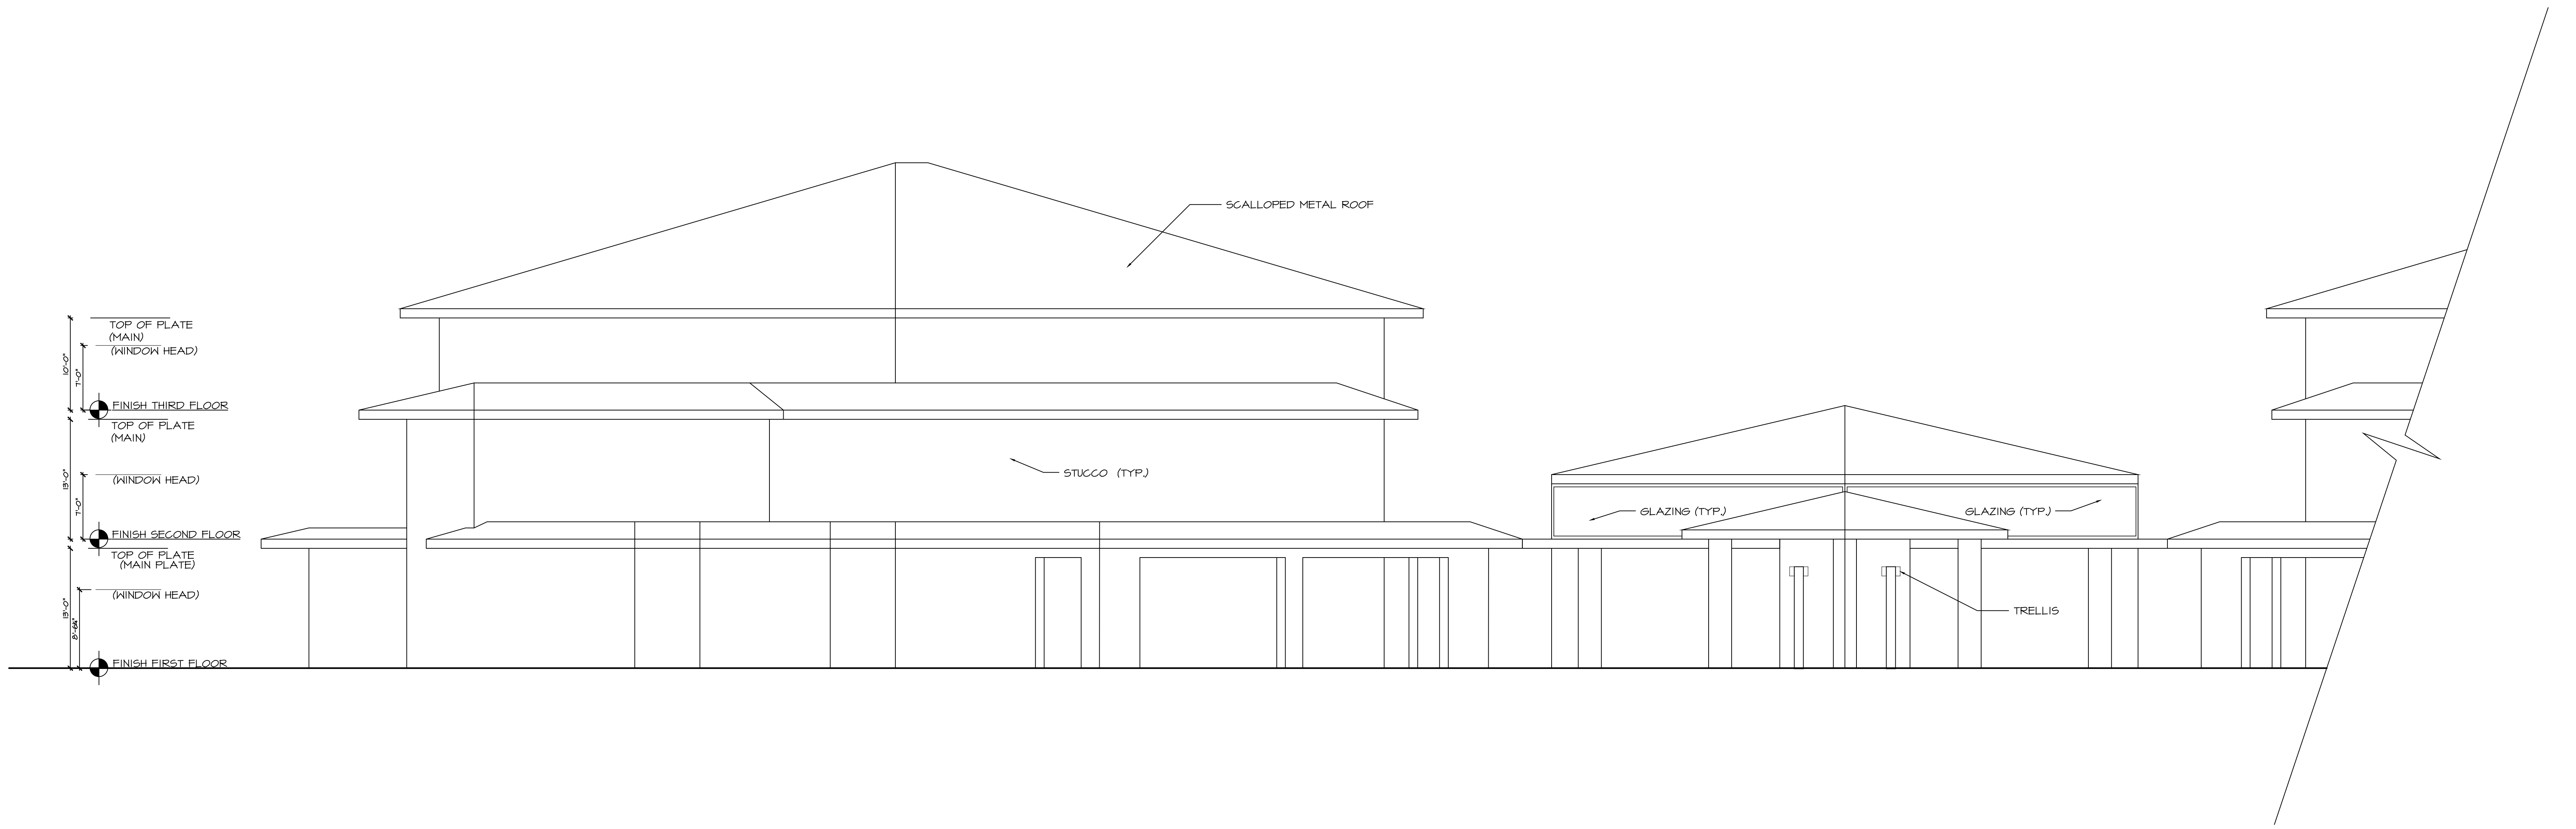 SCALLOPED METAL ROOF
TOP OF PLATE
(MAIN)
(WINDOW HEAD)
10'-0"
7'-0"
FINISH THIRD FLOOR
TOP OF PLATE
(MAIN)
STUCCO (TYP.)
(WINDOW HEAD)
13'-0"
7'-0"
GLAZING (TYP.)
GLAZING (TYP.)
FINISH SECOND FLOOR
TOP OF PLATE
(MAIN PLATE)
(WINDOW HEAD)
13'-0"
TRELLIS
FINISH FIRST FLOOR